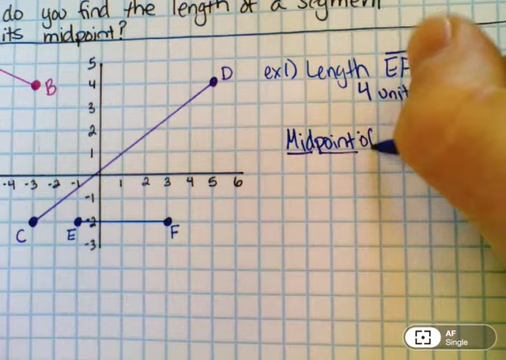 do you find the length of a segment
its midpoint?
5
4
3
2
1
-4 -3 -2 -1 1 2 3 4 5 6
-1
-2
-3
B
D
C
E
F
ex1) Length EF
4 unit
Midpoint of
AF
Single